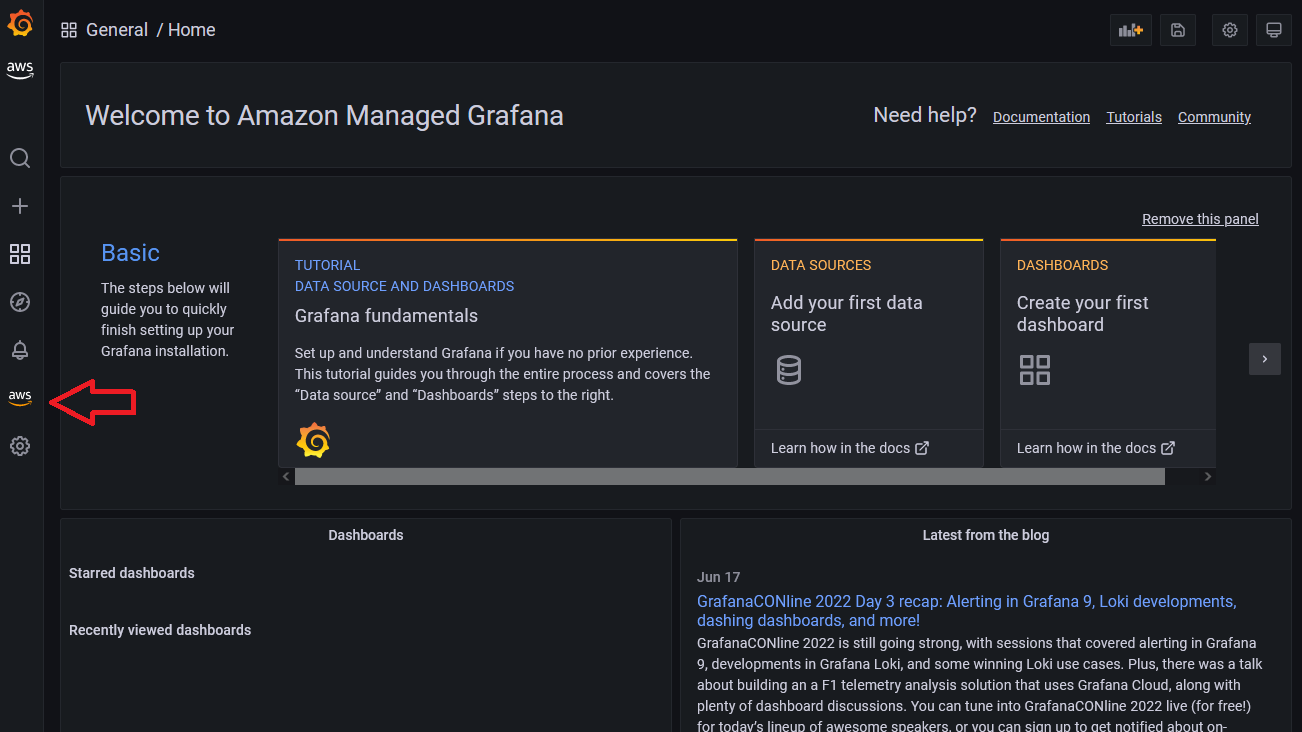 General / Home
aws
Welcome to Amazon Managed Grafana
Need help? Documentation Tutorials Community
Remove this panel
Basic
The steps below will
guide you to quickly
finish setting up your
Grafana installation.
TUTORIAL
DATA SOURCE AND DASHBOARDS
Grafana fundamentals
Set up and understand Grafana if you have no prior experience.
This tutorial guides you through the entire process and covers the
“Data source” and “Dashboards” steps to the right.
DATA SOURCES
Add your first data
source
Learn how in the docs
DASHBOARDS
Create your first
dashboard
Learn how in the docs
aws
Dashboards
Starred dashboards
Recently viewed dashboards
Latest from the blog
Jun 17
GrafanaCONline 2022 Day 3 recap: Alerting in Grafana 9, Loki developments,
dashing dashboards, and more!
GrafanaCONline 2022 is still going strong, with sessions that covered alerting in Grafana
9, developments in Grafana Loki, and some winning Loki use cases. Plus, there was a talk
about building an a F1 telemetry analysis solution that uses Grafana Cloud, along with
plenty of dashboard discussions. You can tune into GrafanaCONline 2022 live (for free!)
for today’s lineup of awesome speakers, or you can sign up to get notified about on-